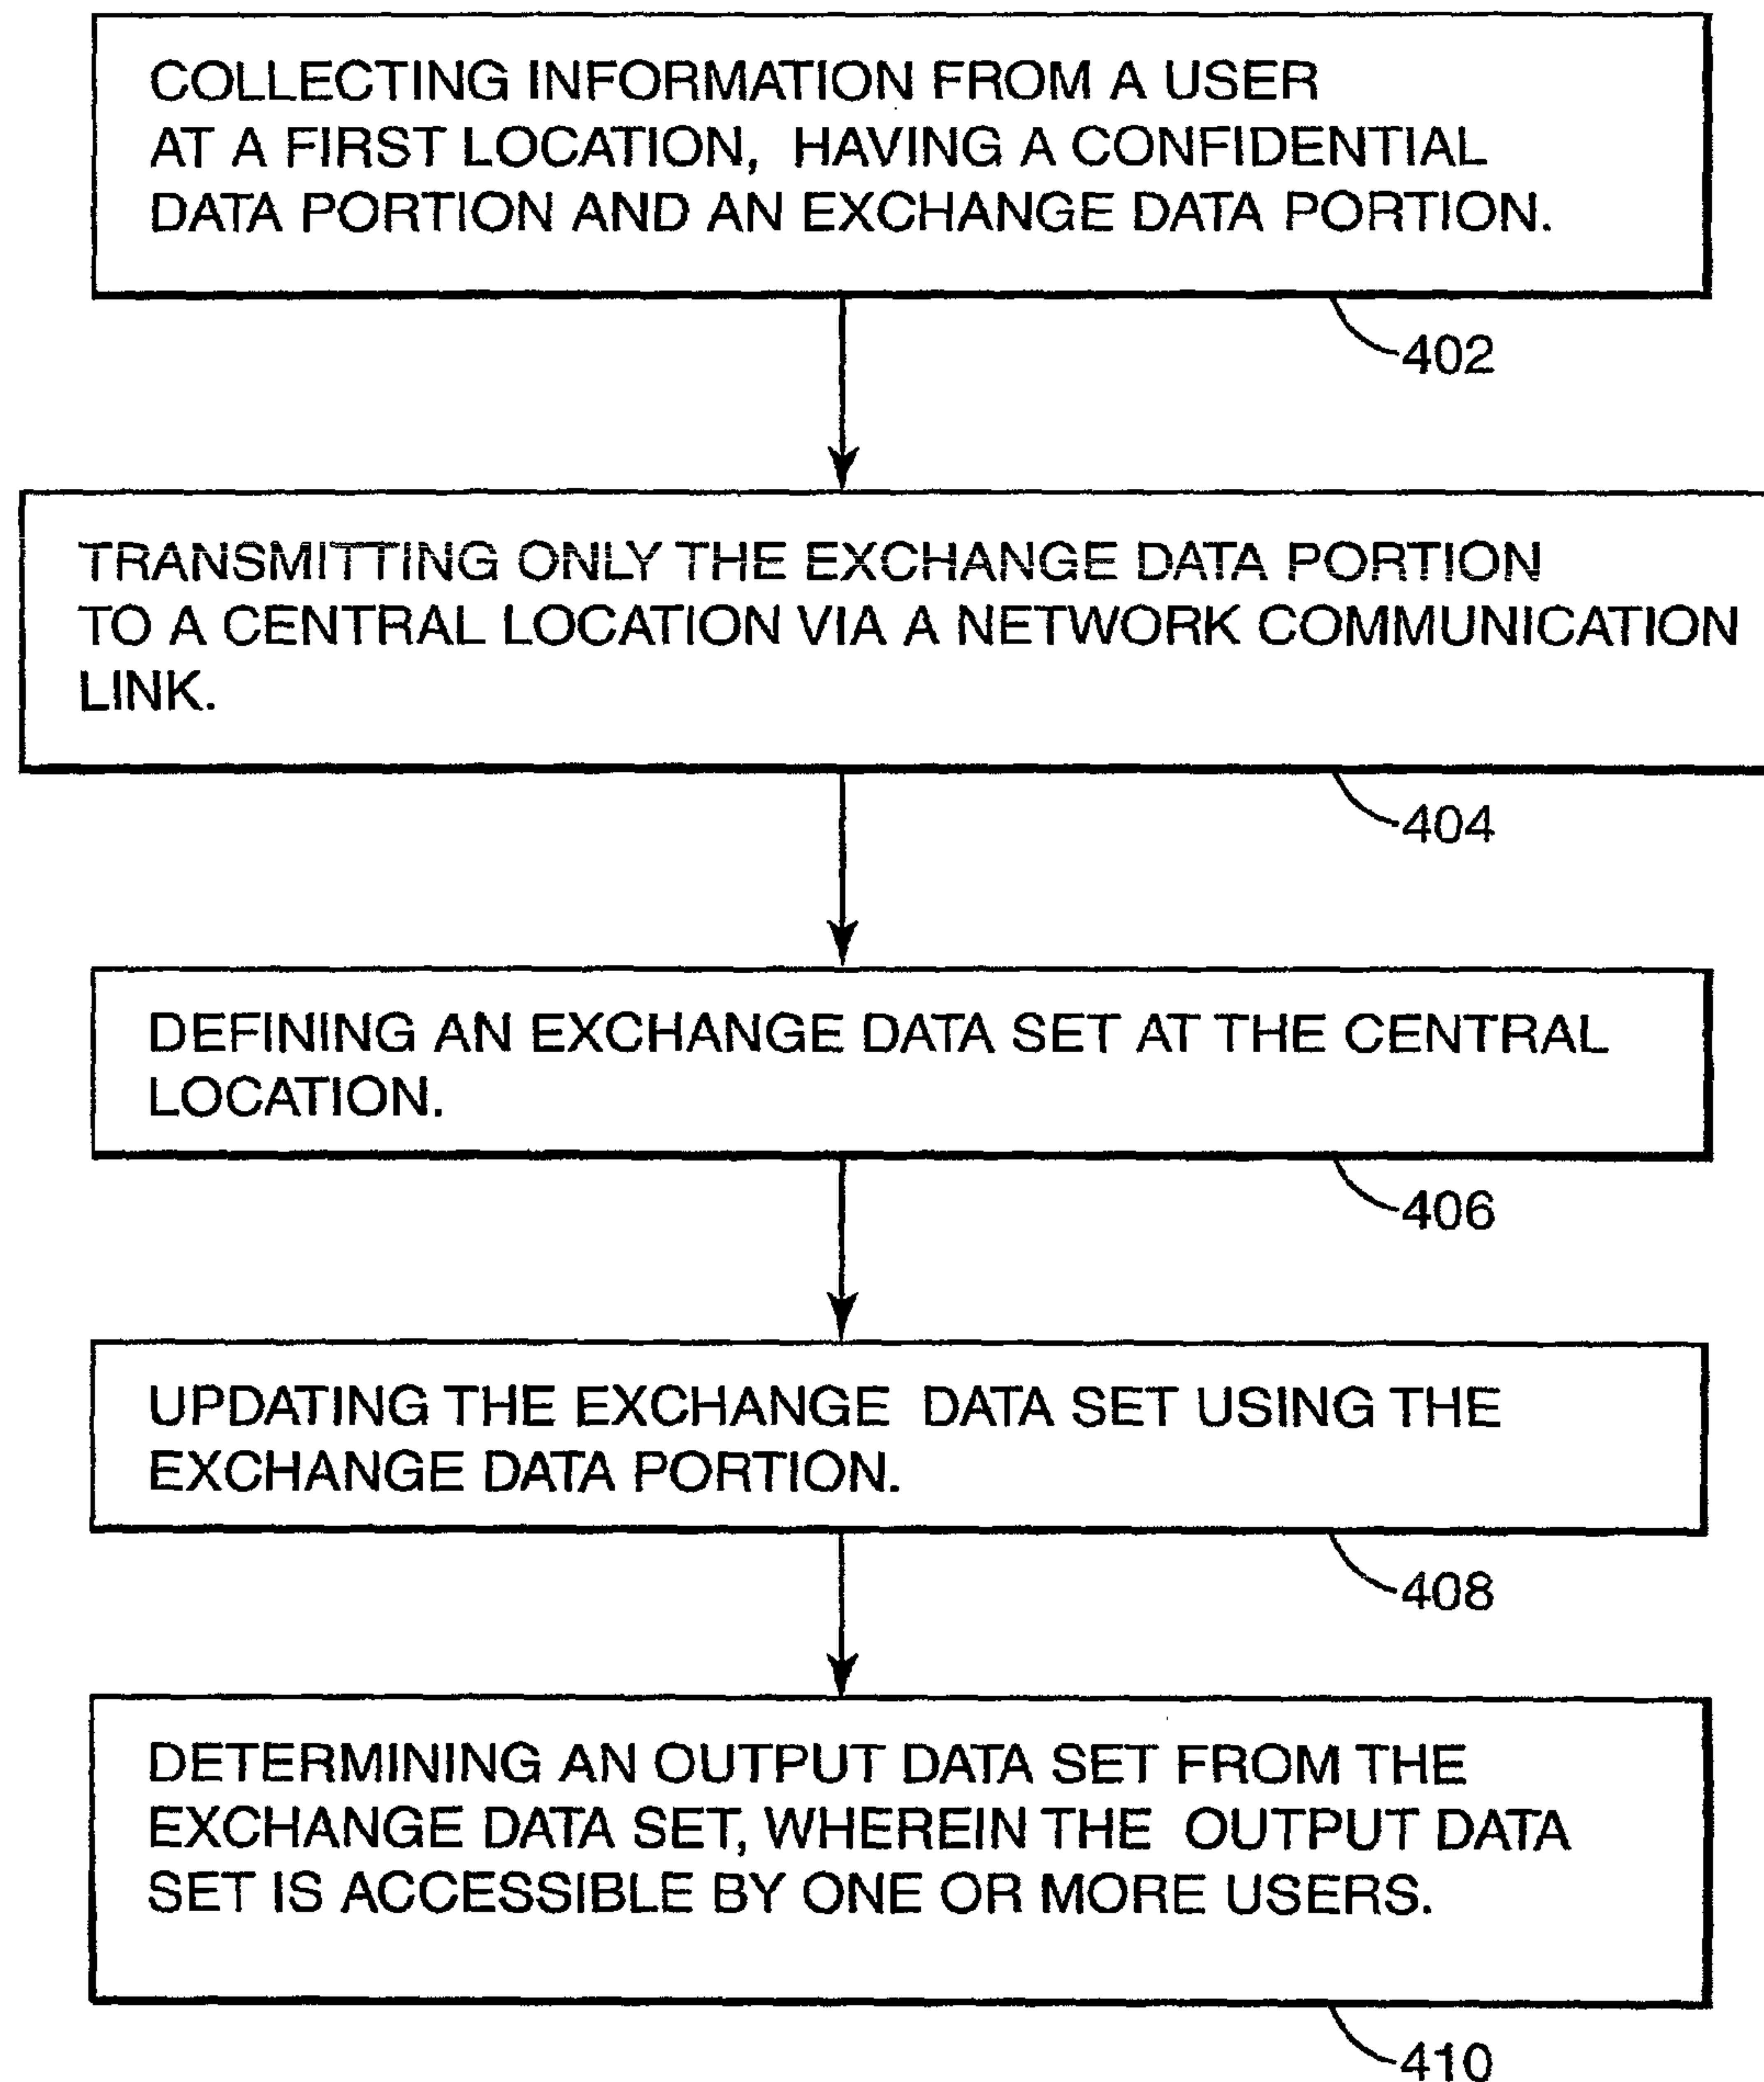 COLLECTING INFORMATION FROM A USER
AT A FIRST LOCATION, HAVING A CONFIDENTIAL
DATA PORTION AND AN EXCHANGE DATA PORTION.
402
TRANSMITTING ONLY THE EXCHANGE DATA PORTION
TO A CENTRAL LOCATION VIA A NETWORK COMMUNICATION
LINK.
404
DEFINING AN EXCHANGE DATA SET AT THE CENTRAL
LOCATION.
406
UPDATING THE EXCHANGE DATA SET USING THE
EXCHANGE DATA PORTION.
408
DETERMINING AN OUTPUT DATA SET FROM THE
EXCHANGE DATA SET, WHEREIN THE OUTPUT DATA
SET IS ACCESSIBLE BY ONE OR MORE USERS.
410